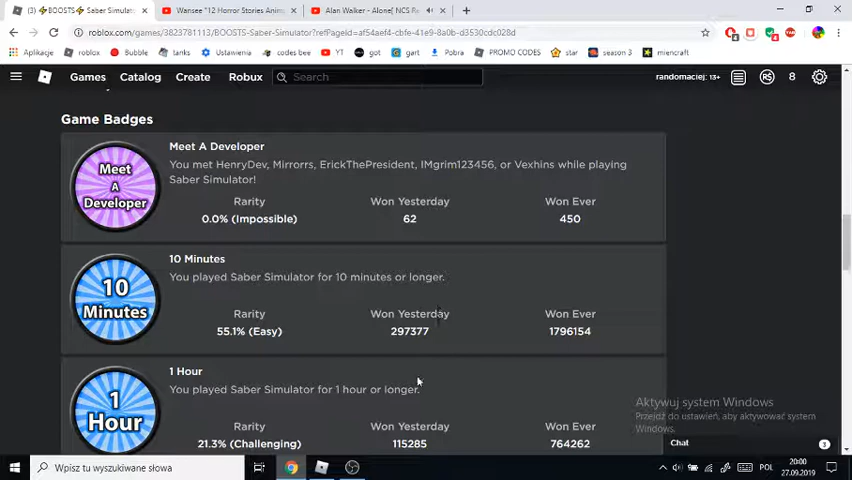 (3) ⚡BOOSTS⚡ Saber Simulat
Wansee "12 Horror Stories Anim
Alan Walker - Alone[ NCS Re
roblox.com/games/3823781113/BOOSTS-Saber-Simulator?refPageId=af54aef4-cbfe-41e9-8a0b-d3530cdc028d
Aplikacje
roblox
Bubble
tanks
Ustawienia
codes bee
YT
got
gart
Pobra
PROMO CODES
star
season 3
miencraft
Games
Catalog
Create
Robux
Search
randomaciej: 13+
8
Game Badges
Meet A Developer
Meet
A
Developer
You met HenryDev, Mirrorrs, ErickThePresident, IMgrim123456, or Vexhins while playing
Saber Simulator!
Rarity Won Yesterday Won Ever
0.0% (Impossible) 62 450
10 Minutes
10
Minutes
You played Saber Simulator for 10 minutes or longer.
Rarity Won Yesterday Won Ever
55.1% (Easy) 297377 1796154
1 Hour
1
Hour
You played Saber Simulator for 1 hour or longer.
Rarity Won Yesterday Won Ever
21.3% (Challenging) 115285 764262
Aktywuj system Windows
Przejdź do ustawień, aby aktywować system
Windows.
Chat
3
Wpisz tu wyszukiwane słowa
POL
20:00
27.09.2019